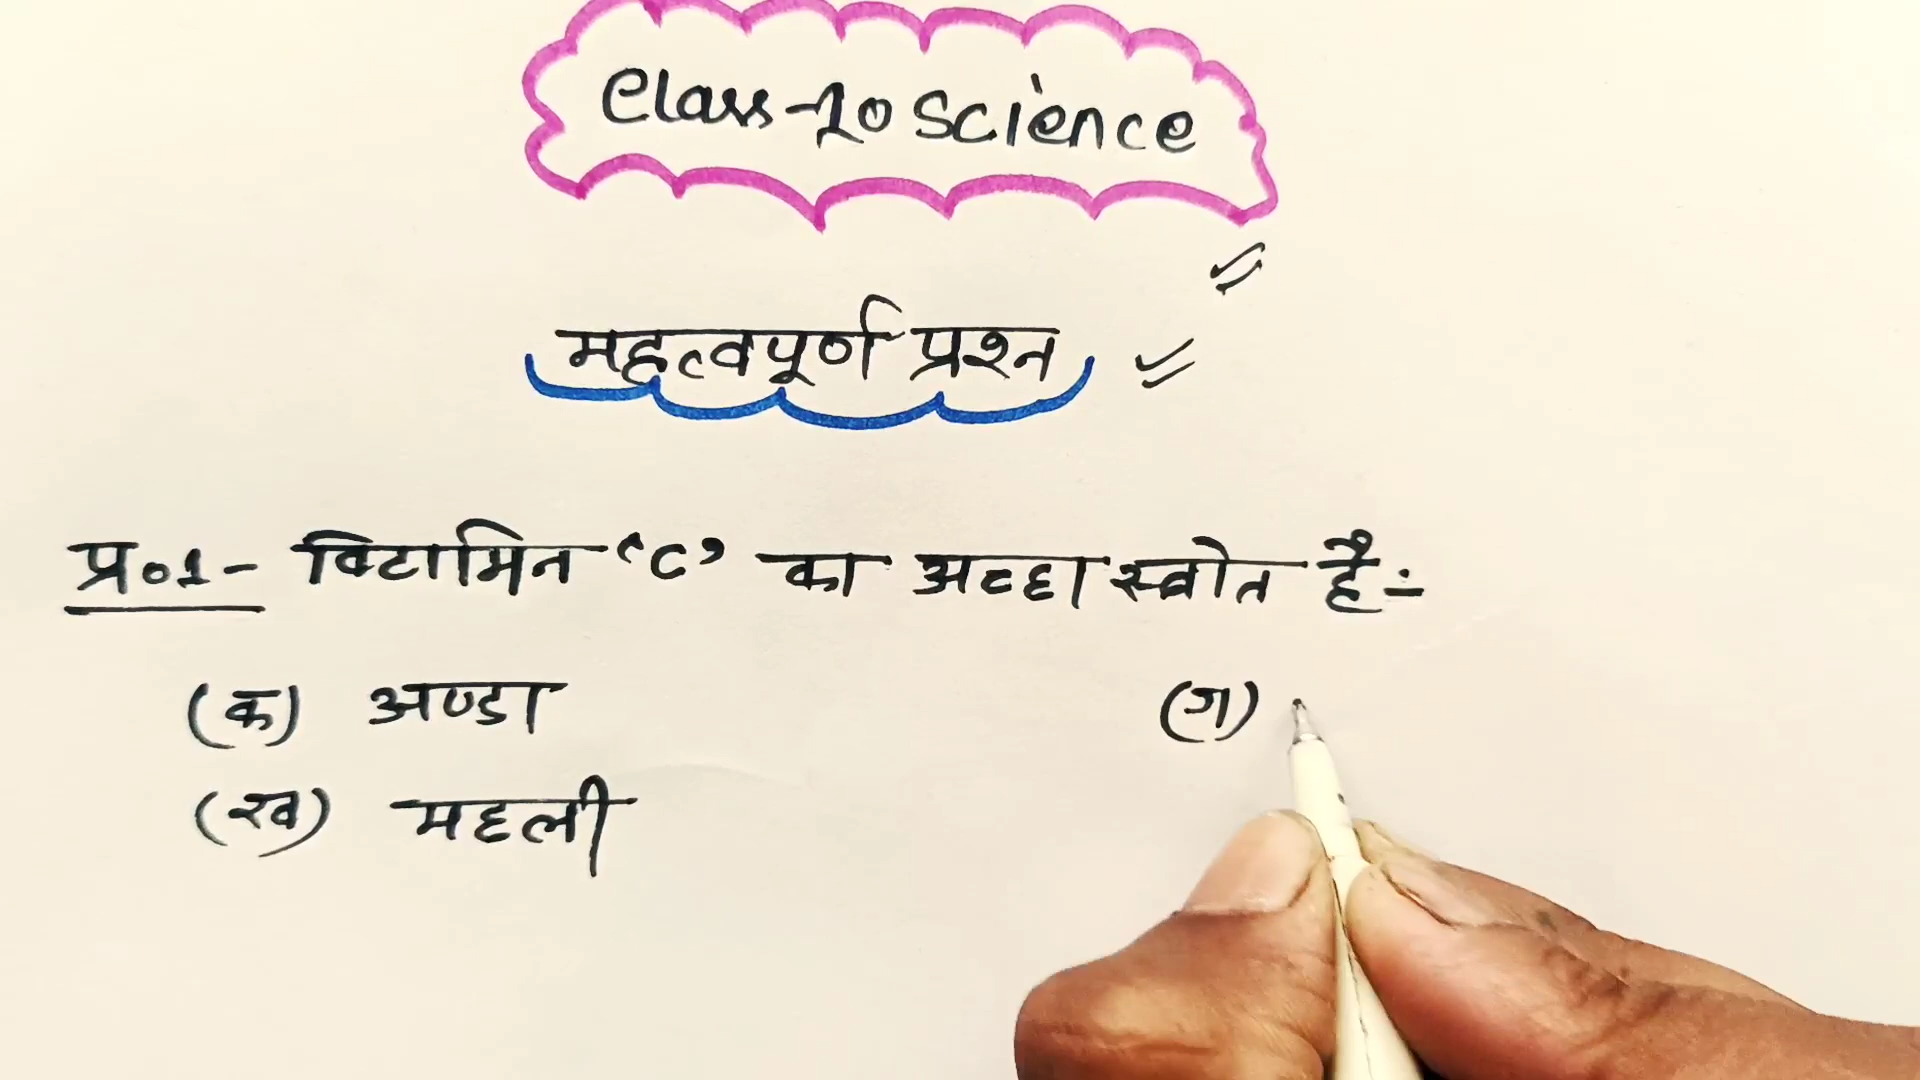 Class-10 Science
महत्वपूर्ण प्रश्न
प्र०1- विटामिन 'C' का अच्छा स्त्रोत है:-
(क) अण्डा
(ग)
(ख) मछली